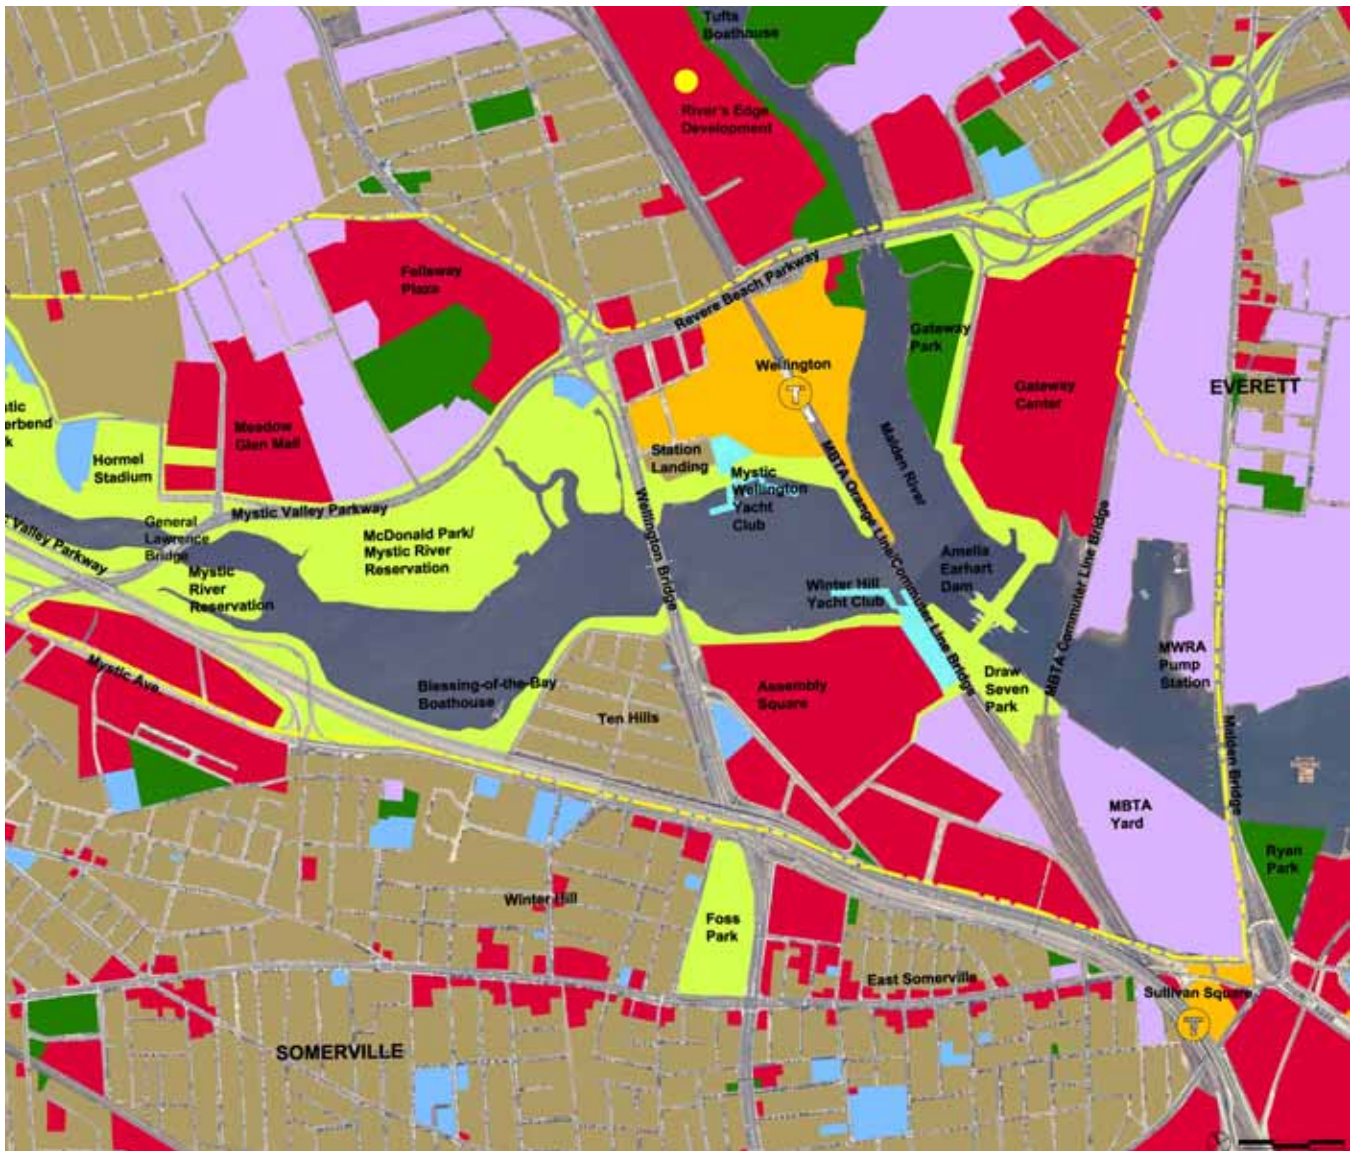 Tufts
Boathouse
River's Edge
Development
Fellsway
Plaza
Revere Beach Parkway
Gateway
Park
Wellington
T
Gateway
Center
EVERETT
Meadow
Glen Mall
Hormel
Stadium
Station
Landing
Mystic
Wellington
Yacht
Club
Malden River
MBTA Orange Line/Commuter Line Bridge
MBTA Commuter Line Bridge
Mystic Valley Parkway
General
Lawrence
Bridge
McDonald Park/
Mystic River
Reservation
Wellington Bridge
Valley Parkway
Mystic
River
Reservation
Amelia
Earhart
Dam
Winter Hill
Yacht Club
MWRA
Pump
Station
Mystic Ave
Blessing-of-the-Bay
Boathouse
Ten Hills
Assembly
Square
Draw
Seven
Park
Malden Bridge
MBTA
Yard
Ryan
Park
Winter Hill
Foss
Park
East Somerville
Sullivan Square
T
SOMERVILLE